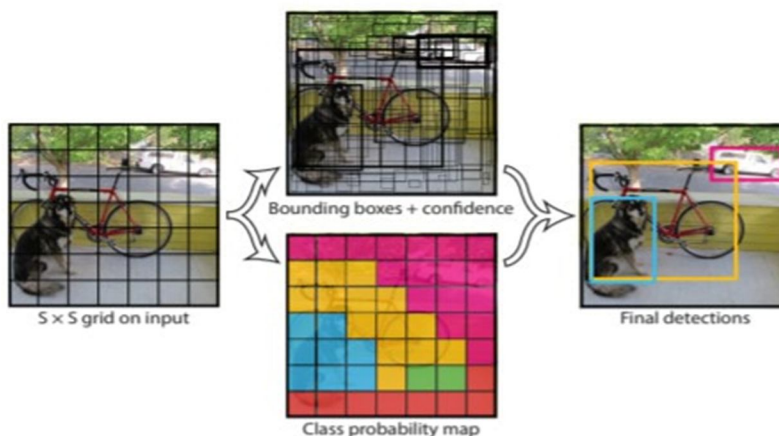 Bounding boxes + confidence
S × S grid on input
Final detections
Class probability map